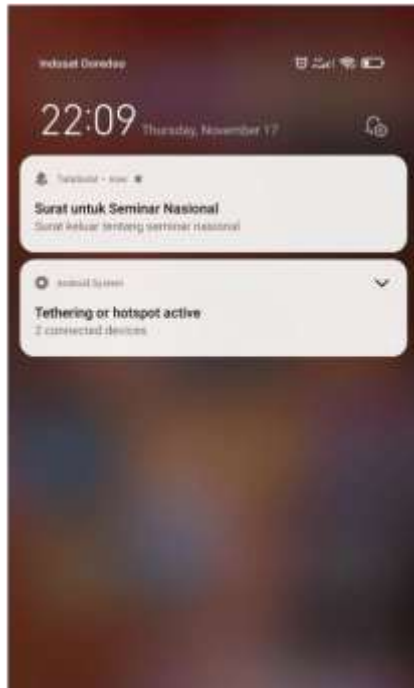 Indosat Ooredoo
22:09 Thursday, November 17
now
Surat untuk Seminar Nasional
Surat keluar tentang seminar nasional
Android System
Tethering or hotspot active
2 connected devices